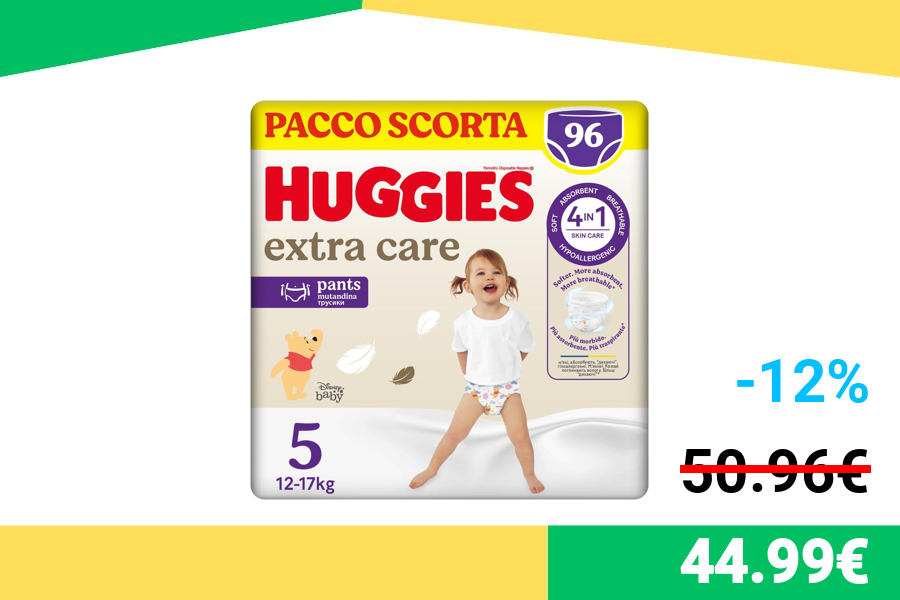 PACCO SCORTA
96
HUGGIES
extra care
pants
mutandina
трусики
SOFT ABSORBENT BREATHABLE
4 IN 1
SKIN CARE
HYPOALLERGENIC
Softer. More absorbent.
More breathable*
Più morbido.
Più assorbente. Più traspirante*
Disney
baby
5
12-17kg
-12%
50.96€
44.99€